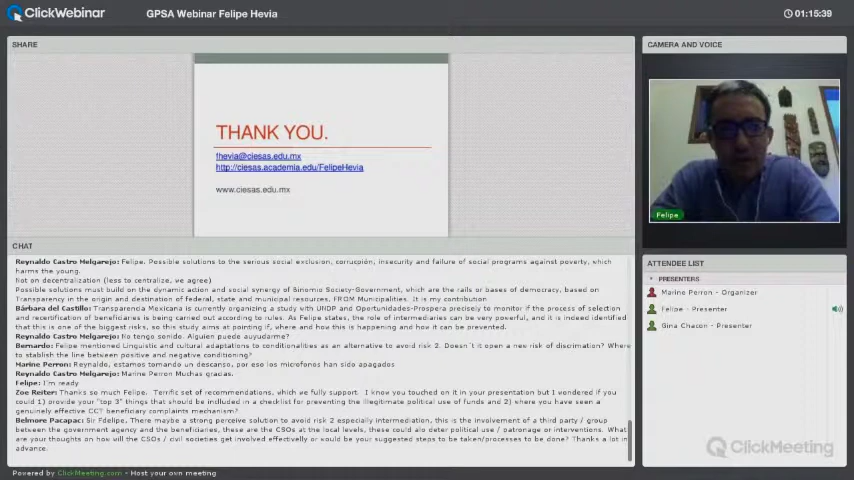 ClickWebinar
GPSA Webinar Felipe Hevia
01:15:39
SHARE
CAMERA AND VOICE
THANK YOU.
fhevia@ciesas.edu.mx
http://ciesas.academia.edu/FelipeHevia
www.ciesas.edu.mx
Felipe
CHAT
Reynaldo Castro Melgarejo: Felipe. Possible solutions to the serious social exclusion, corrucpión, insecurity and failure of social programs against poverty, which
harms the young.
Not on decentralization (less to centralize, we agree)
Possible solutions must build on the dynamic action and social synergy of Binomio Society-Government, which are the rails or bases of democracy, based on
Transparency in the origin and destination of federal, state and municipal resources. FROM Municipalities. It is my contribution
Bárbara del Castillo: Transparencia Mexicana is currently organizing a study with UNDP and Oportunidades-Prospera precisely to monitor if the process of selection
and recertification of beneficiaries is being carried out according to rules. As Felipe states, the role of intermediaries can be very powerful, and it is indeed identified
that this is one of the biggest risks, so this study aims at pointing if, where and how this is happening and how it can be prevented.
Reynaldo Castro Melgarejo: No tengo sonido. Alguien puede auyudarme?
Bernardo: Felipe mentioned Linguistic and cultural adaptations to conditionalities as an alternative to avoid risk 2. Doesn´t it open a new risk of discrimation? Where
to stablish the line between positive and negative conditioning?
Marine Perron: Reynaldo, estamos tomando un descanso, por eso los microfonos han sido apagados
Reynaldo Castro Melgarejo: Marine Perron Muchas gracias.
Felipe: I'm ready
Zoe Reiter: Thanks so much Felipe. Terrific set of recommendations, which we fully support. I know you touched on it in your presentation but I wondered if you
could 1) provide your "top 3" things that should be inclulded in a checklist for preventing the illegitimate political use of funds and 2) where you have seen a
genuinely effective CCT beneficiary complaints mechanism?
Belmore Pacapac: Sir Fdelipe. There maybe a strong perceive solution to avoid risk 2 especially intermediation, this is the involvement of a third party / group
between the government agency and the beneficiaries, these are the CSOs at the local levels, these could alo deter political use / patronage or interventions. What
are your thoughts on how will the CSOs / civil societies get involved effectivelly or would be your suggested steps to be taken/processes to be done? Thanks a lot in
advance.
ATTENDEE LIST
PRESENTERS
Marine Perron - Organizer
Felipe - Presenter
Gina Chacon - Presenter
ClickMeeting
Powered by ClickMeeting.com - Host your own meeting